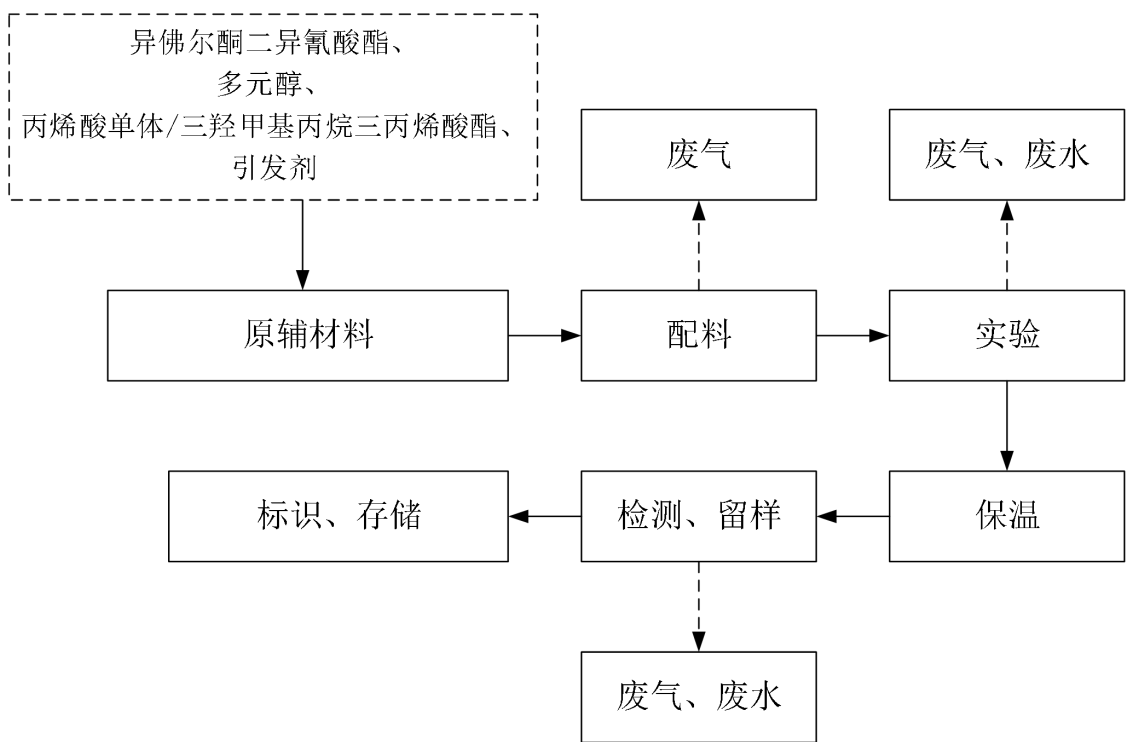 异佛尔酮二异氰酸酯、
多元醇、
丙烯酸单体/三羟甲基丙烷三丙烯酸酯、
引发剂
废气
废气、废水
原辅材料
配料
实验
标识、存储
检测、留样
保温
废气、废水